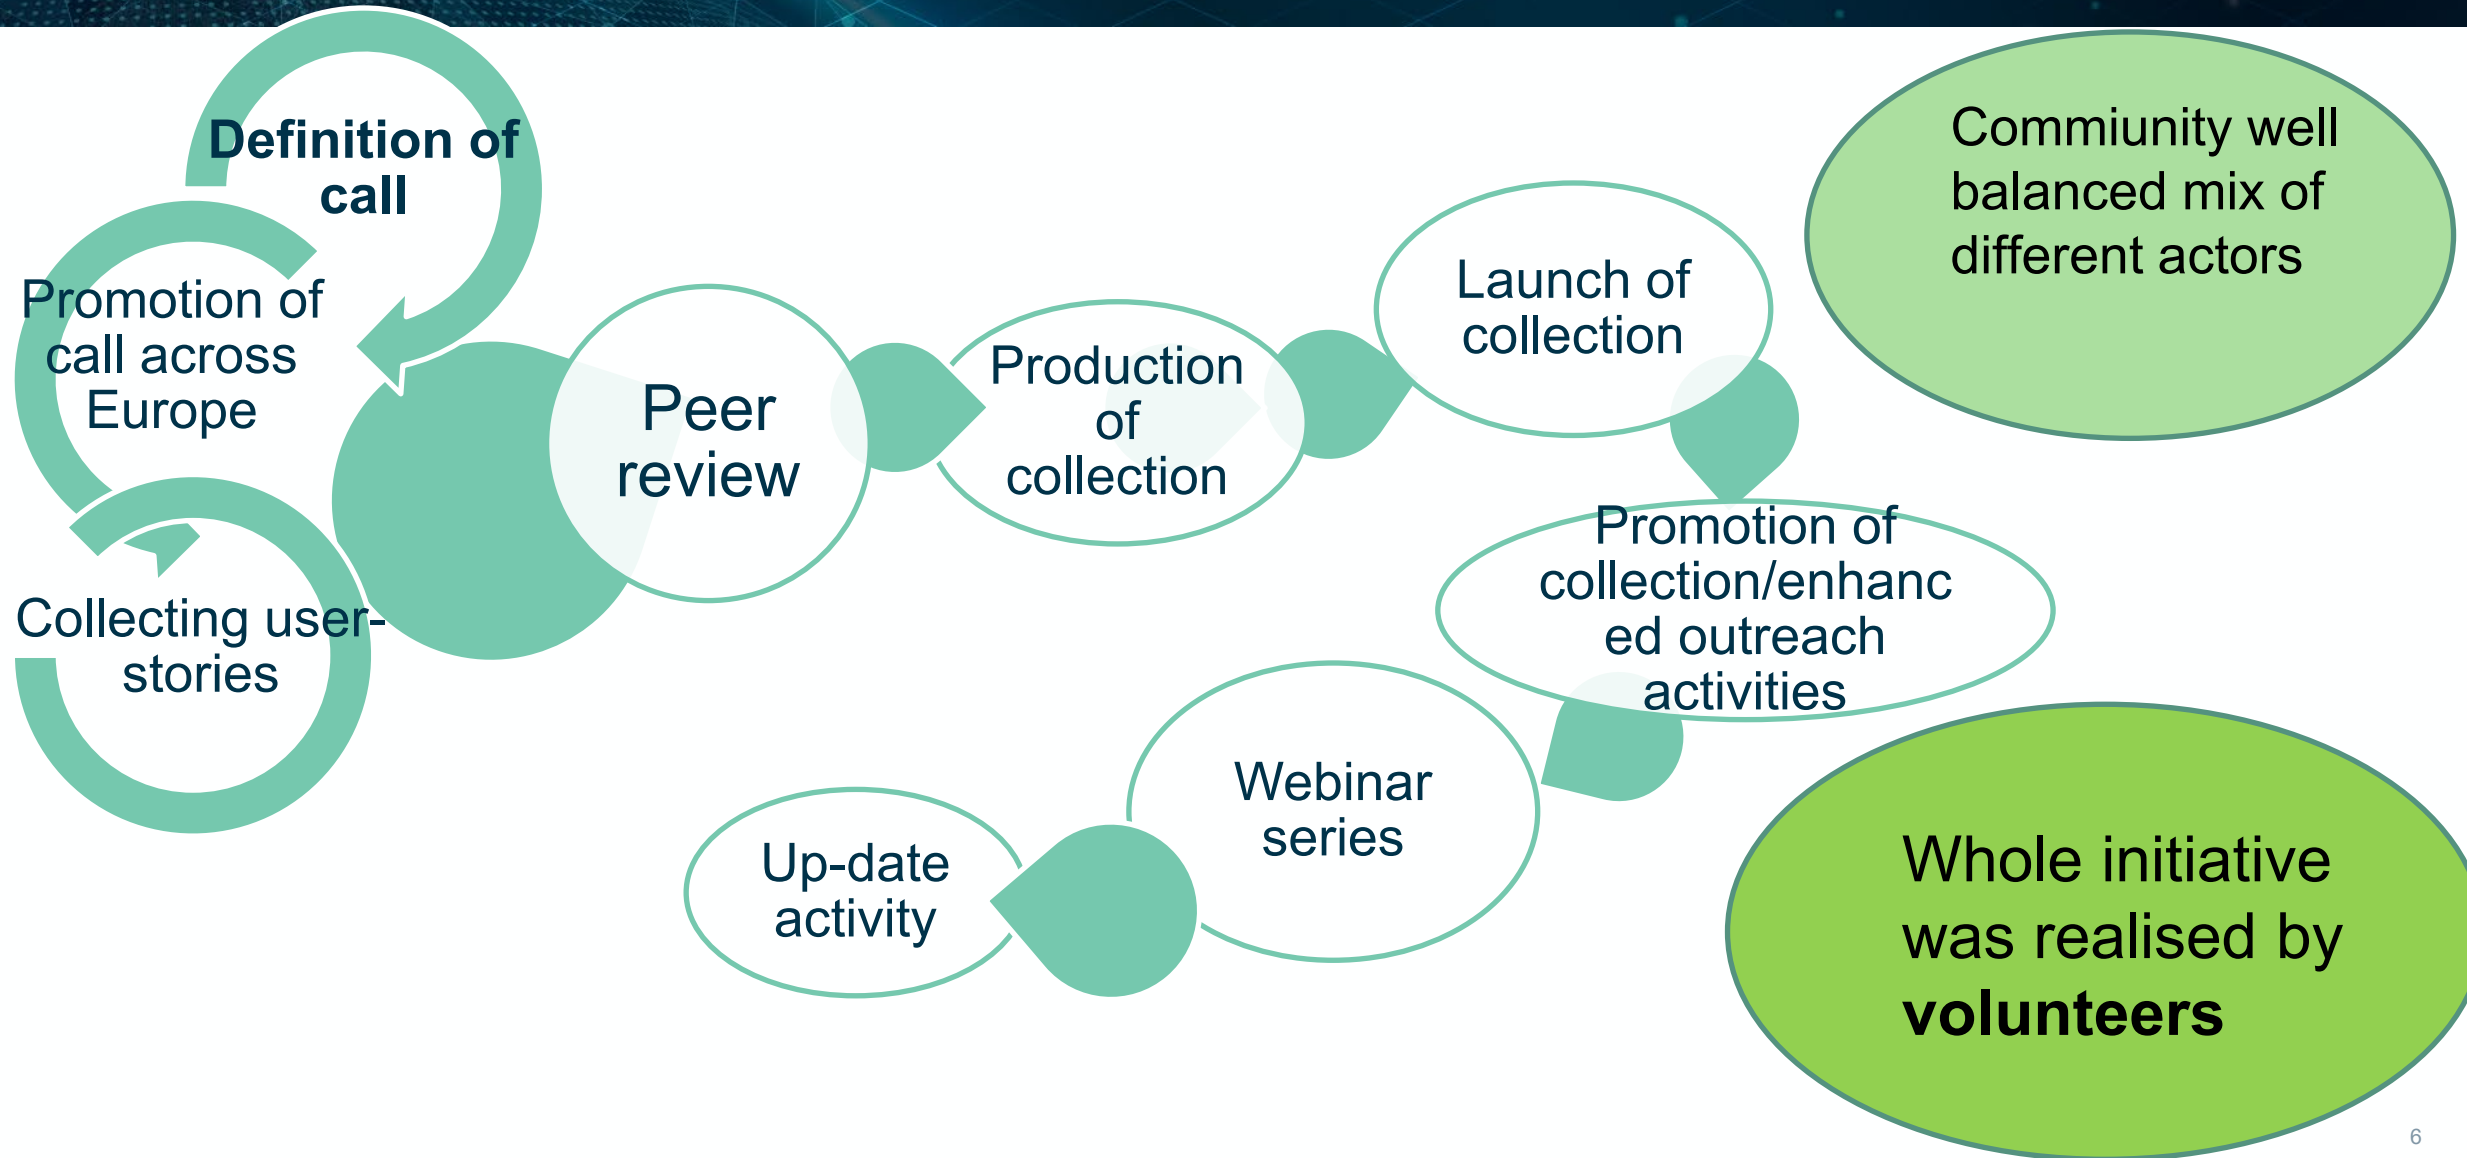 Definition of
call
Promotion of
call across
Europe
Collecting user-
stories
Peer
review
Production
of
collection
Launch of
collection
Promotion of
collection/enhanc
ed outreach
activities
Webinar
series
Up-date
activity
Commiunity well
balanced mix of
different actors
Whole initiative
was realised by
volunteers
6